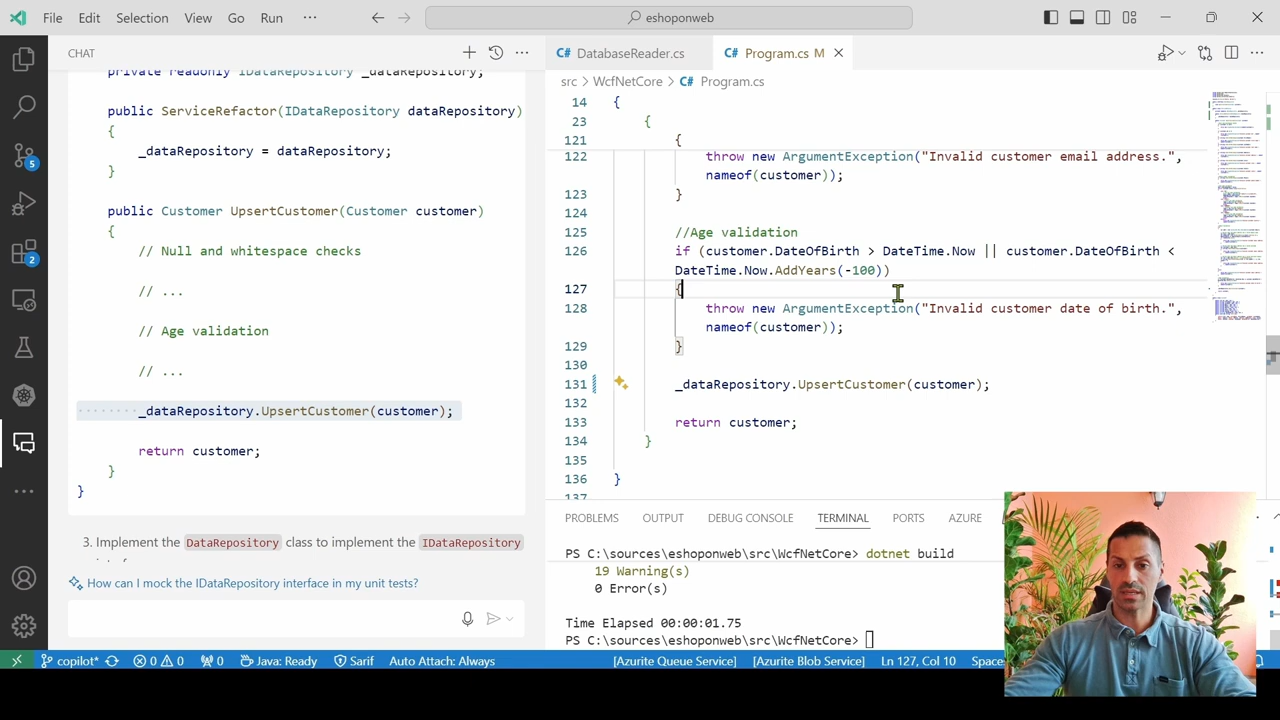 File Edit Selection View Go Run ··· eshoponweb
CHAT
private readonly IDataRepository _dataRepository;
public ServiceRefactor(IDataRepository dataRepositor
{
_dataRepository = dataRepository;
}
public Customer UpsertCustomer(Customer customer)
{
// Null and whitespace checks
// ...
// Age validation
// ...
_dataRepository.UpsertCustomer(customer);
return customer;
}
}
3. Implement the DataRepository class to implement the IDataRepository
How can I mock the IDataRepository interface in my unit tests?
DatabaseReader.cs Program.cs M
src > WcfNetCore > Program.cs
14 {
23 {
121 {
122 throw new ArgumentException("Invalid customer email address.",
nameof(customer));
123 }
124
125 //Age validation
126 if (customer.DateOfBirth > DateTime.Now || customer.DateOfBirth <
DateTime.Now.AddYears(-100))
127 {
128 throw new ArgumentException("Invalid customer date of birth.",
nameof(customer));
129 }
130
131 _dataRepository.UpsertCustomer(customer);
132
133 return customer;
134 }
135
136 }
137
PROBLEMS OUTPUT DEBUG CONSOLE TERMINAL PORTS AZURE
PS C:\sources\eshoponweb\src\WcfNetCore> dotnet build
19 Warning(s)
0 Error(s)
Time Elapsed 00:00:01.75
PS C:\sources\eshoponweb\src\WcfNetCore>
5
2
copilot* 0 0 0 Java: Ready Sarif Auto Attach: Always [Azurite Queue Service] [Azurite Blob Service] Ln 127, Col 10